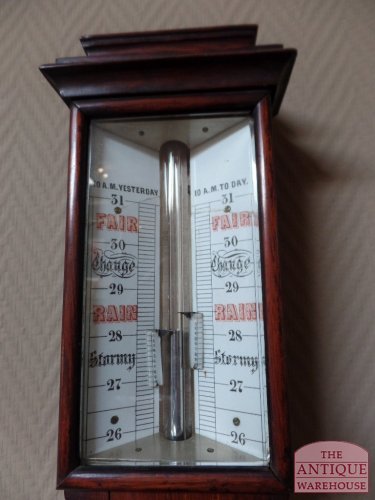 10 A.M. YESTERDAY.
31
FAIR
30
Change
29
RAIN
28
Stormy
27
26
10 A.M. TO DAY.
31
FAIR
30
Change
29
RAIN
28
Stormy
27
26
THE
ANTIQUE
WAREHOUSE